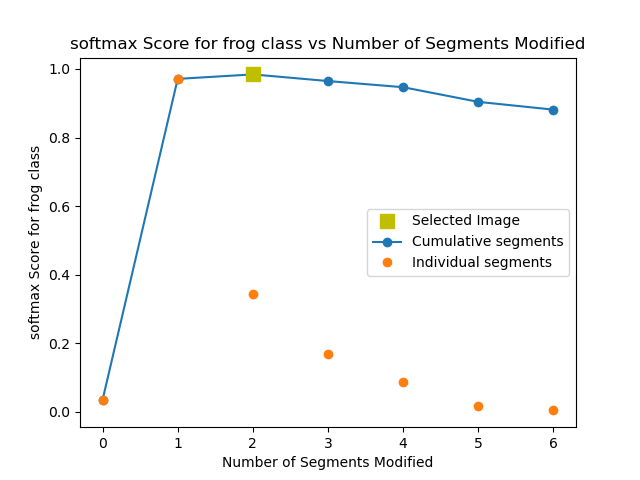 softmax Score for frog class vs Number of Segments Modified
softmax Score for frog class
1.0
0.8
0.6
0.4
0.2
0.0
Selected Image
Cumulative segments
Individual segments
0 1 2 3 4 5 6
Number of Segments Modified